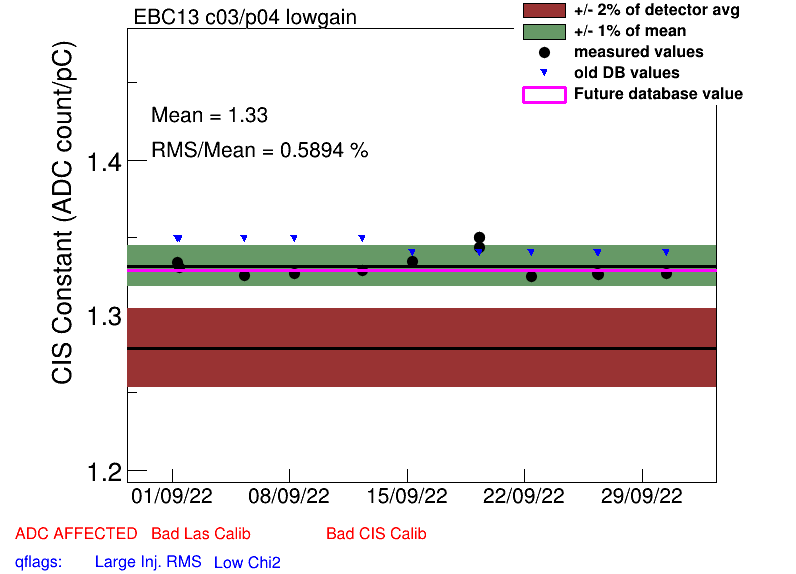 EBC13 c03/p04 lowgain
+/- 2% of detector avg
+/- 1% of mean
measured values
old DB values
Future database value
Mean = 1.33
RMS/Mean = 0.5894 %
CIS Constant (ADC count/pC)
1.4
1.3
1.2
01/09/22 08/09/22 15/09/22 22/09/22 29/09/22
ADC AFFECTED Bad Las Calib Bad CIS Calib
qflags: Large Inj. RMS Low Chi2